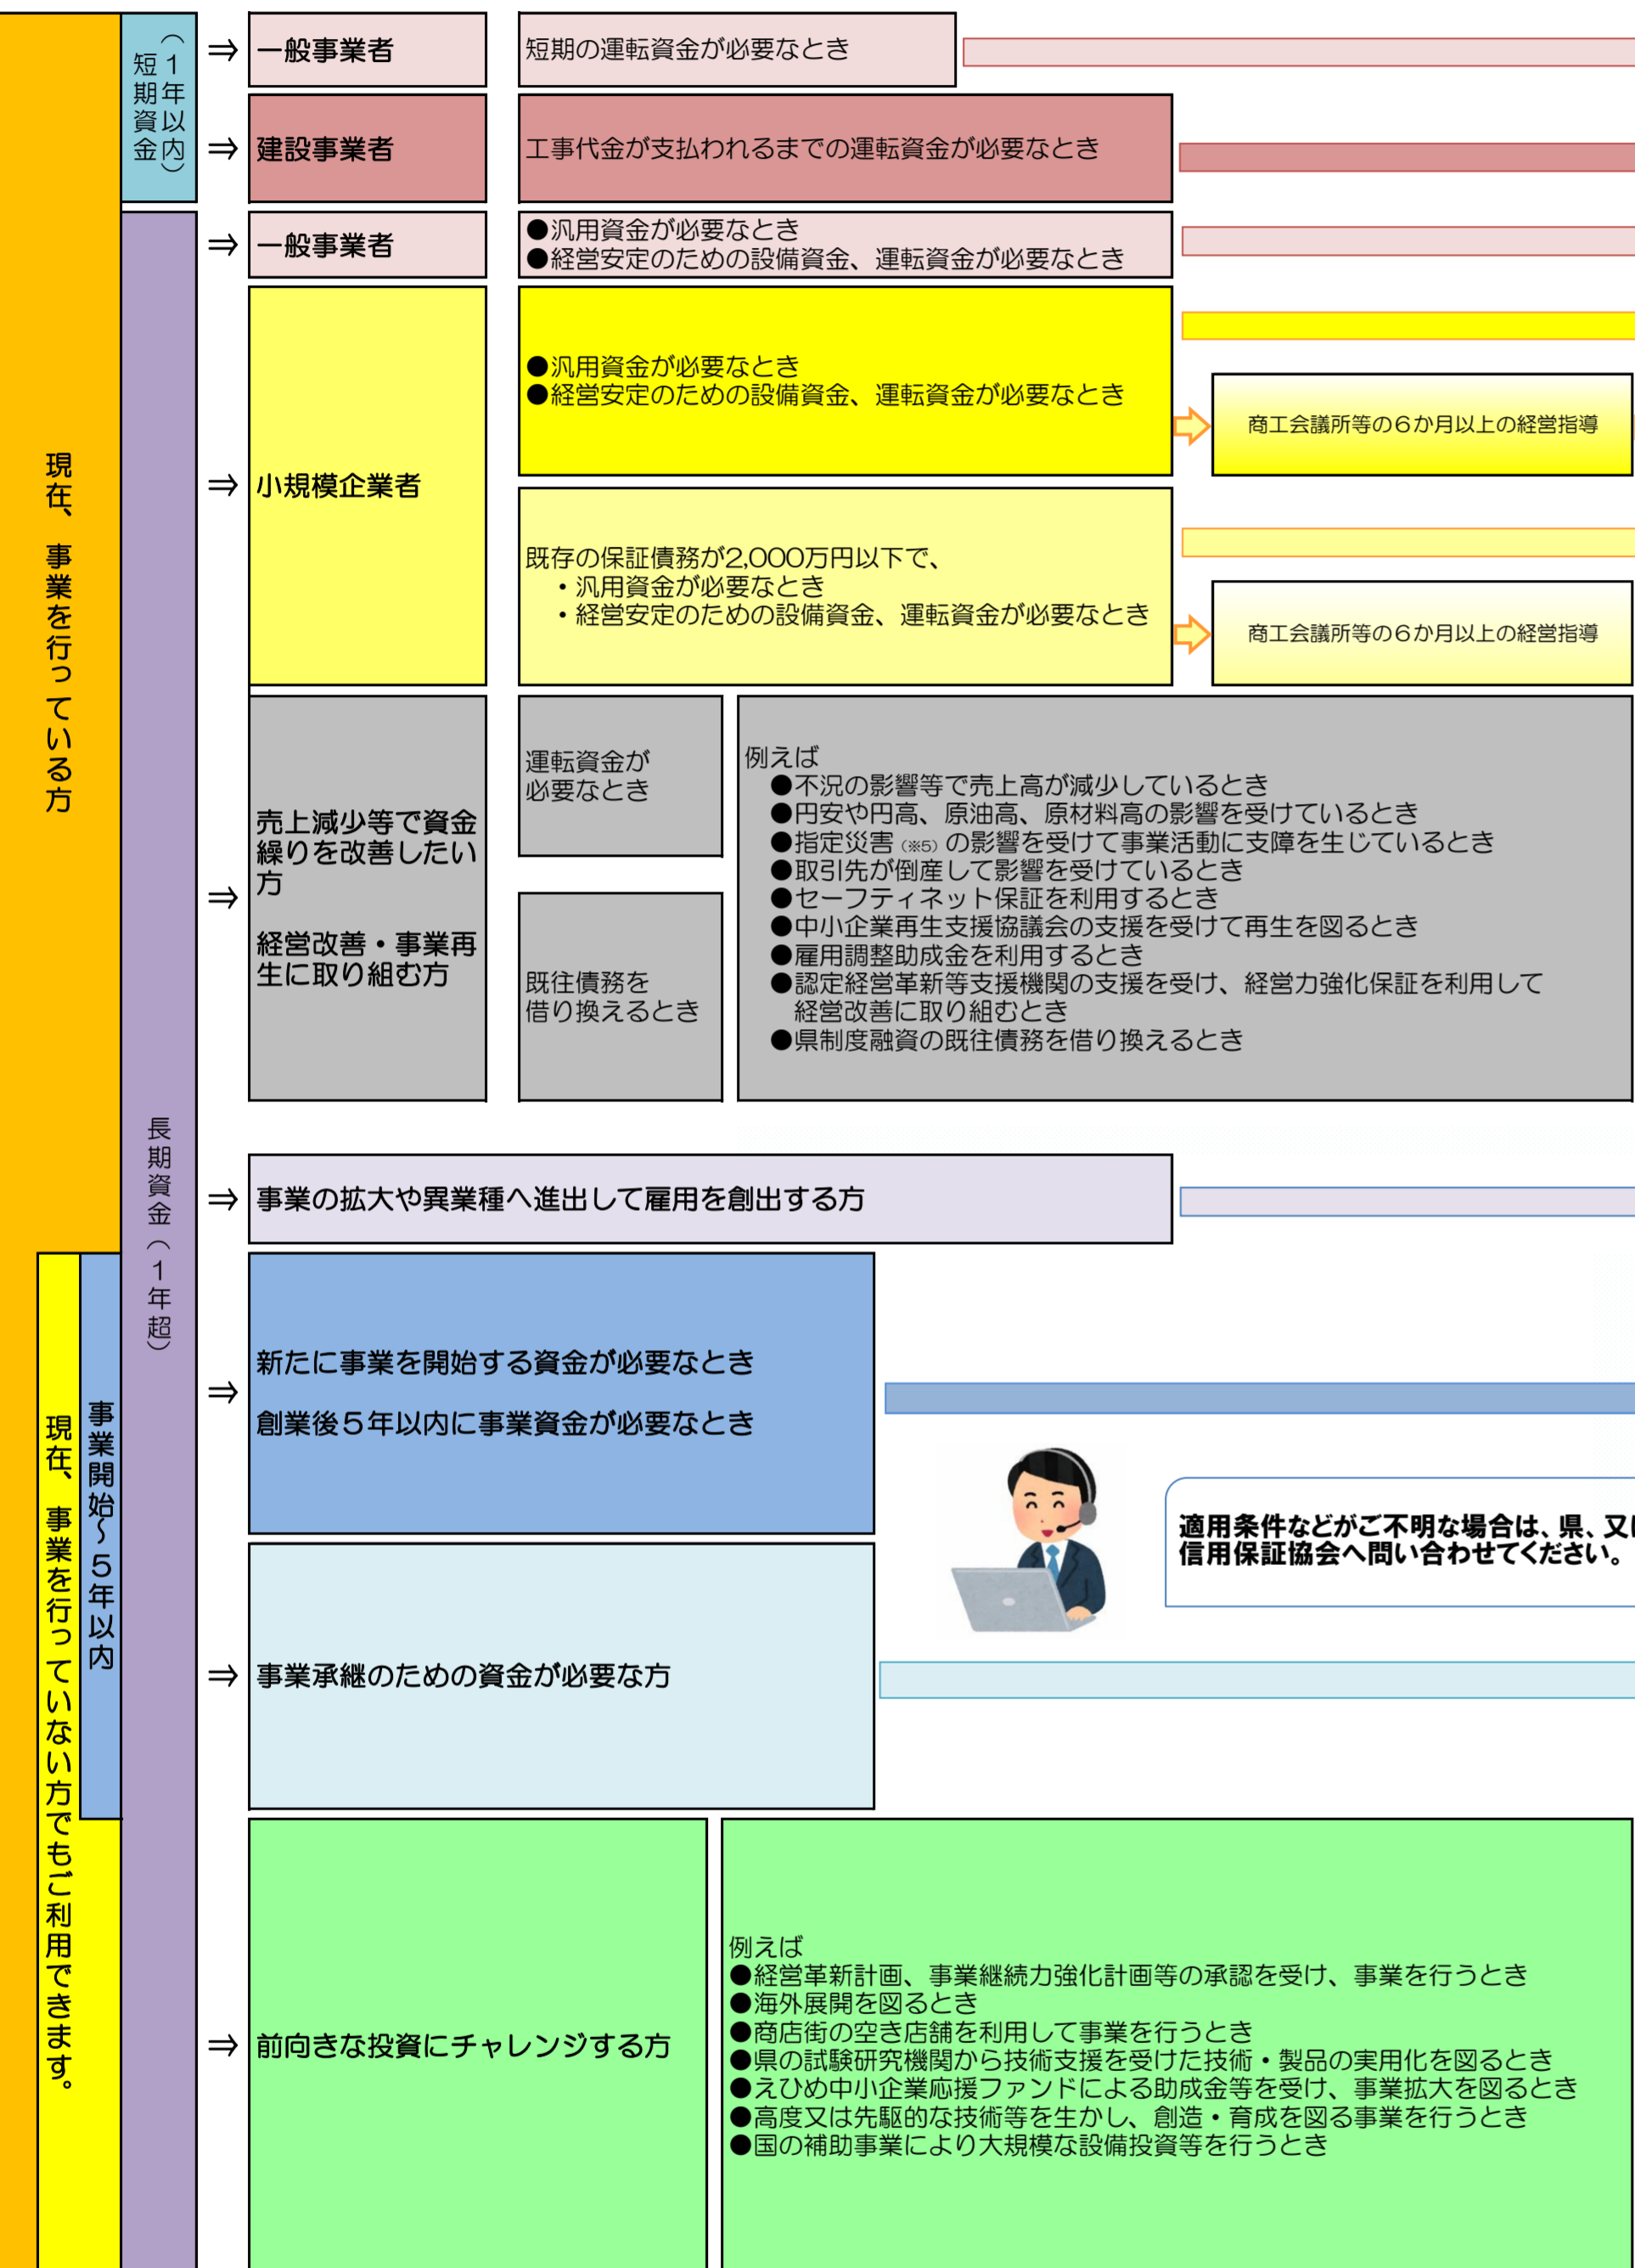 現在、事業を行っている方
（１年以内）
短期資金
⇒
一般事業者
短期の運転資金が必要なとき
⇒
建設事業者
工事代金が支払われるまでの運転資金が必要なとき
長期資金（１年超）
⇒
一般事業者
●汎用資金が必要なとき
●経営安定のための設備資金、運転資金が必要なとき
⇒
小規模企業者
●汎用資金が必要なとき
●経営安定のための設備資金、運転資金が必要なとき
商工会議所等の６か月以上の経営指導
既存の保証債務が2,000万円以下で、
・汎用資金が必要なとき
・経営安定のための設備資金、運転資金が必要なとき
商工会議所等の６か月以上の経営指導
⇒
売上減少等で資金
繰りを改善したい
方
経営改善・事業再
生に取り組む方
運転資金が
必要なとき
既往債務を
借り換えるとき
例えば
●不況の影響等で売上高が減少しているとき
●円安や円高、原油高、原材料高の影響を受けているとき
●指定災害（※5）の影響を受けて事業活動に支障を生じているとき
●取引先が倒産して影響を受けているとき
●セーフティネット保証を利用するとき
●中小企業再生支援協議会の支援を受けて再生を図るとき
●雇用調整助成金を利用するとき
●認定経営革新等支援機関の支援を受け、経営力強化保証を利用して
経営改善に取り組むとき
●県制度融資の既往債務を借り換えるとき
⇒
事業の拡大や異業種へ進出して雇用を創出する方
現在、事業を行っていない方でもご利用できます。
事業開始～５年以内
⇒
新たに事業を開始する資金が必要なとき
創業後５年以内に事業資金が必要なとき
適用条件などがご不明な場合は、県、又
信用保証協会へ問い合わせてください。
⇒
事業承継のための資金が必要な方
⇒
前向きな投資にチャレンジする方
例えば
●経営革新計画、事業継続力強化計画等の承認を受け、事業を行うとき
●海外展開を図るとき
●商店街の空き店舗を利用して事業を行うとき
●県の試験研究機関から技術支援を受けた技術・製品の実用化を図るとき
●えひめ中小企業応援ファンドによる助成金等を受け、事業拡大を図るとき
●高度又は先駆的な技術等を生かし、創造・育成を図る事業を行うとき
●国の補助事業により大規模な設備投資等を行うとき